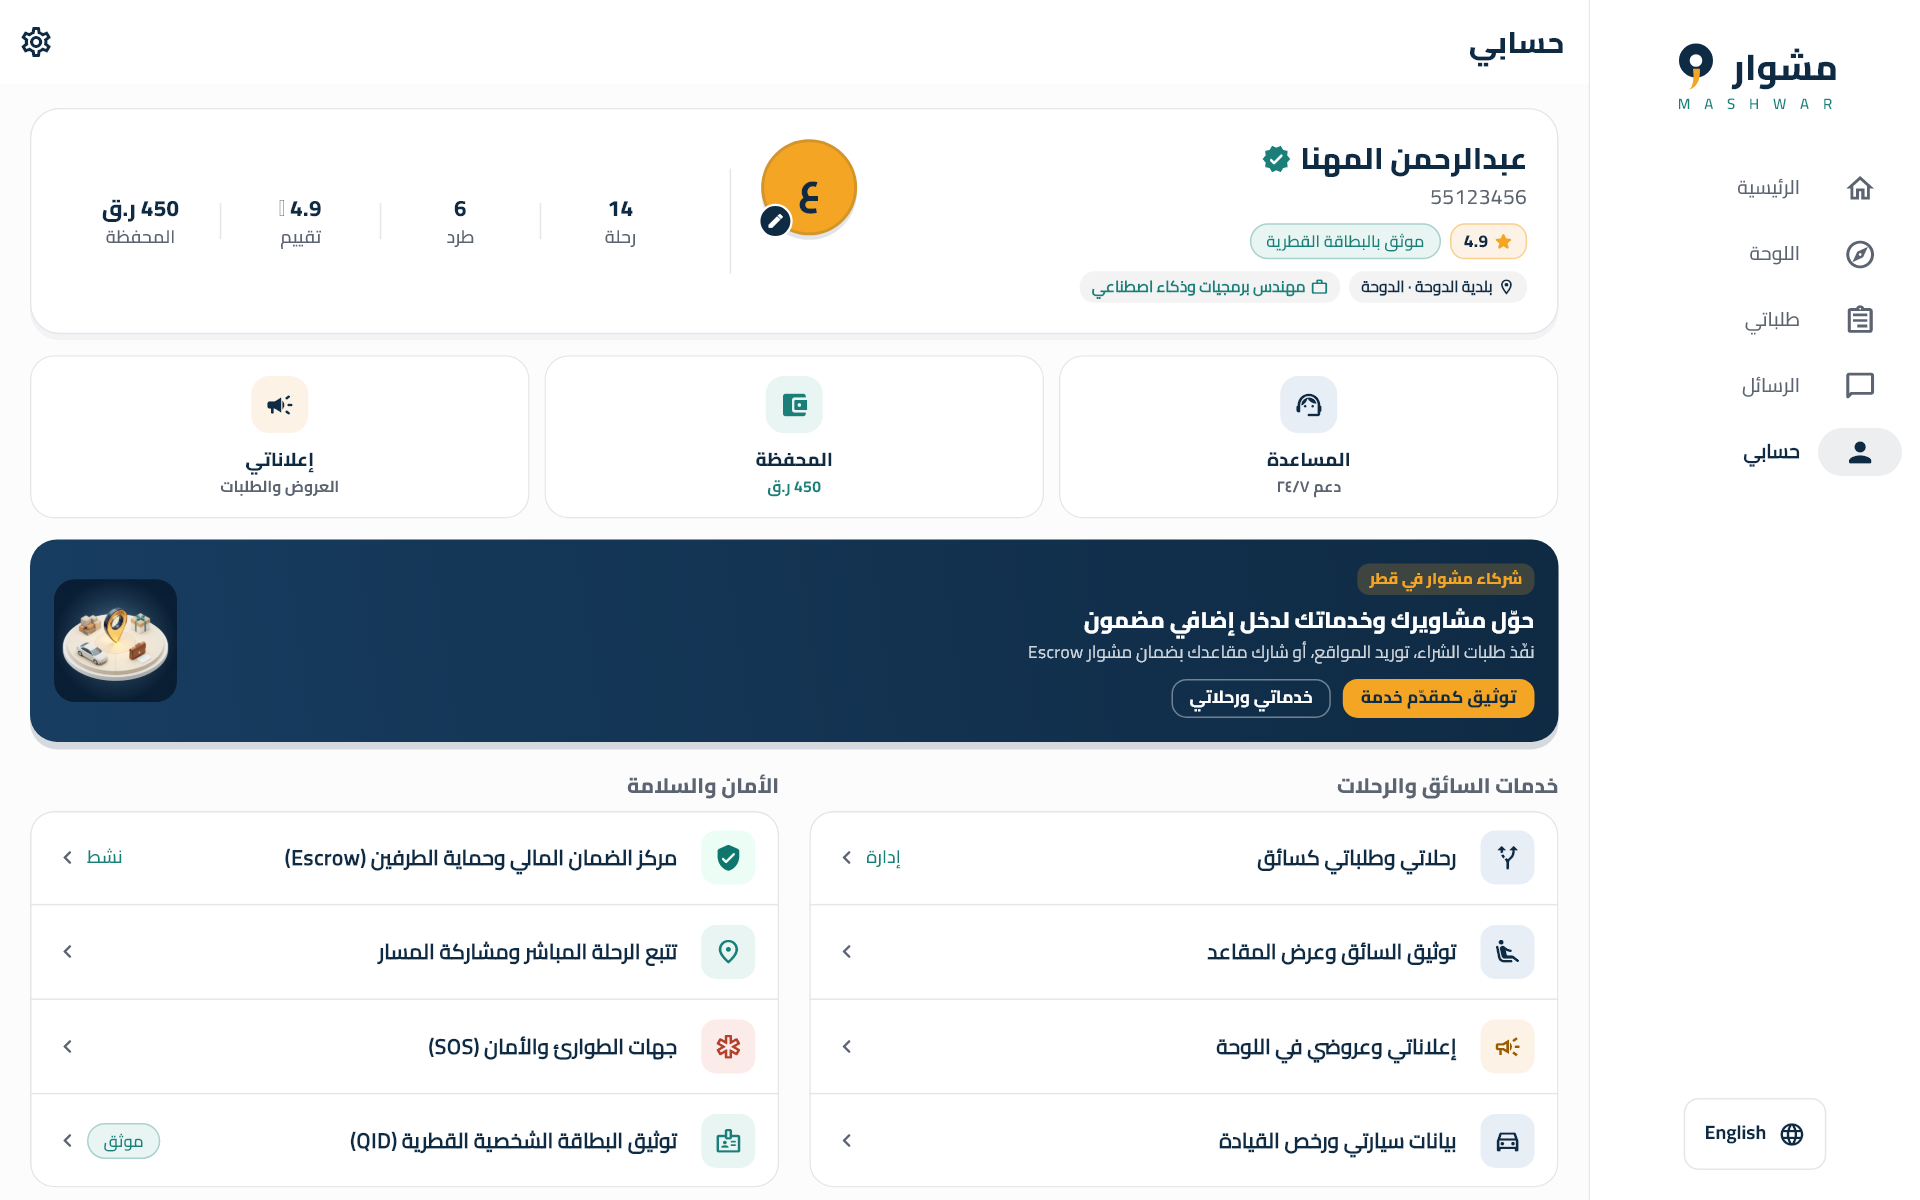 مشوار
MASHWAR
الرئيسية
اللوحة
طلباتي
الرسائل
حسابي
English
حسابي
عبدالرحمن المهنا
55123456
4.9
موثق بالبطاقة القطرية
بلدية الدوحة · الدوحة
مهندس برمجيات وذكاء اصطناعي
ع
14
رحلة
6
طرد
4.9
تقييم
450 ر.ق
المحفظة
المساعدة
دعم ٢٤/٧
المحفظة
450 ر.ق
إعلاناتي
العروض والطلبات
شركاء مشوار في قطر
حوّل مشاويرك وخدماتك لدخل إضافي مضمون
نفّذ طلبات الشراء، توريد المواقع، أو شارك مقاعدك بضمان مشوار Escrow
توثيق كمقدّم خدمة
خدماتي ورحلاتي
خدمات السائق والرحلات
رحلاتي وطلباتي كسائق
إدارة
توثيق السائق وعرض المقاعد
إعلاناتي وعروضي في اللوحة
بيانات سيارتي ورخص القيادة
الأمان والسلامة
مركز الضمان المالي وحماية الطرفين (Escrow)
نشط
تتبع الرحلة المباشر ومشاركة المسار
جهات الطوارئ والأمان (SOS)
توثيق البطاقة الشخصية القطرية (QID)
موثق